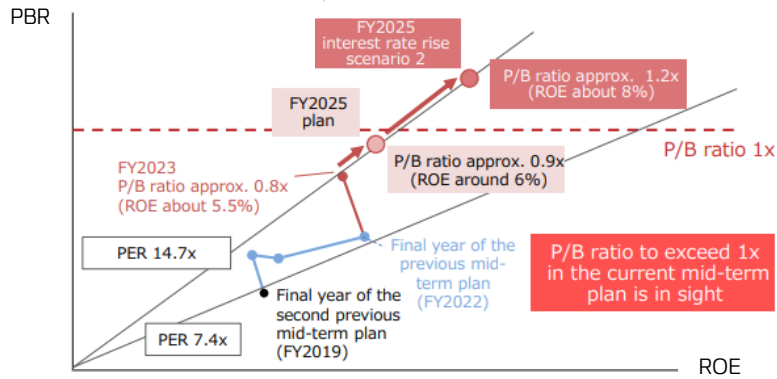 PBR
FY2025
interest rate rise
scenario 2
P/B ratio approx. 1.2x
(ROE about 8%)
FY2025
plan
P/B ratio 1x
FY2023
P/B ratio approx. 0.8x
(ROE about 5.5%)
P/B ratio approx. 0.9x
(ROE around 6%)
PER 14.7x
Final year of the
previous mid-
term plan
(FY2022)
P/B ratio to exceed 1x
in the current mid-term
plan is in sight
Final year of the
second previous
mid-term plan
(FY2019)
PER 7.4x
ROE